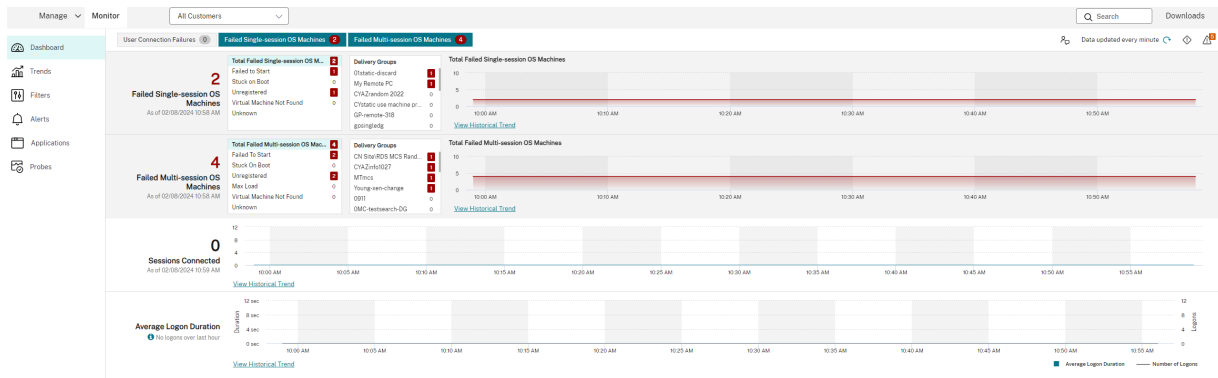 Manage Monitor All Customers Search Downloads
Dashboard
Trends
Filters
Alerts
Applications
Probes
User Connection Failures 0 Failed Single-session OS Machines 2 Failed Multi-session OS Machines 4 Data updated every minute 5
2
Failed Single-session OS
Machines
As of 02/08/2024 10:58 AM
Total Failed Single-session OS M... 2
Failed to Start 1
Stuck on Boot 0
Unregistered 1
Virtual Machine Not Found 0
Unknown
Delivery Groups
01static-discard 1
My Remote PC 1
CYAZrandom 2022 0
CYstatic use machine pr... 0
GP-remote-318 0
gpsingledg 0
Total Failed Single-session OS Machines
10
5
0
10:00 AM 10:10 AM 10:20 AM 10:30 AM 10:40 AM 10:50 AM
View Historical Trend
4
Failed Multi-session OS
Machines
As of 02/08/2024 10:58 AM
Total Failed Multi-session OS Mac... 4
Failed To Start 2
Stuck On Boot 0
Unregistered 2
Max Load 0
Virtual Machine Not Found 0
Unknown
Delivery Groups
CN Site\RDS MCS Rand... 1
CYAZinfo1027 1
MTmcs 1
Young-xen-change 1
0911 0
0MC-testsearch-DG 0
Total Failed Multi-session OS Machines
10
5
0
10:00 AM 10:10 AM 10:20 AM 10:30 AM 10:40 AM 10:50 AM
View Historical Trend
0
Sessions Connected
As of 02/08/2024 10:59 AM
12
8
4
0
10:00 AM 10:05 AM 10:10 AM 10:15 AM 10:20 AM 10:25 AM 10:30 AM 10:35 AM 10:40 AM 10:45 AM 10:50 AM 10:55 AM
View Historical Trend
Average Logon Duration
No logons over last hour
Duration
12 sec
8 sec
4 sec
0 sec
12
8
4
0
Logons
10:00 AM 10:05 AM 10:10 AM 10:15 AM 10:20 AM 10:25 AM 10:30 AM 10:35 AM 10:40 AM 10:45 AM 10:50 AM 10:55 AM
View Historical Trend
Average Logon Duration Number of Logons